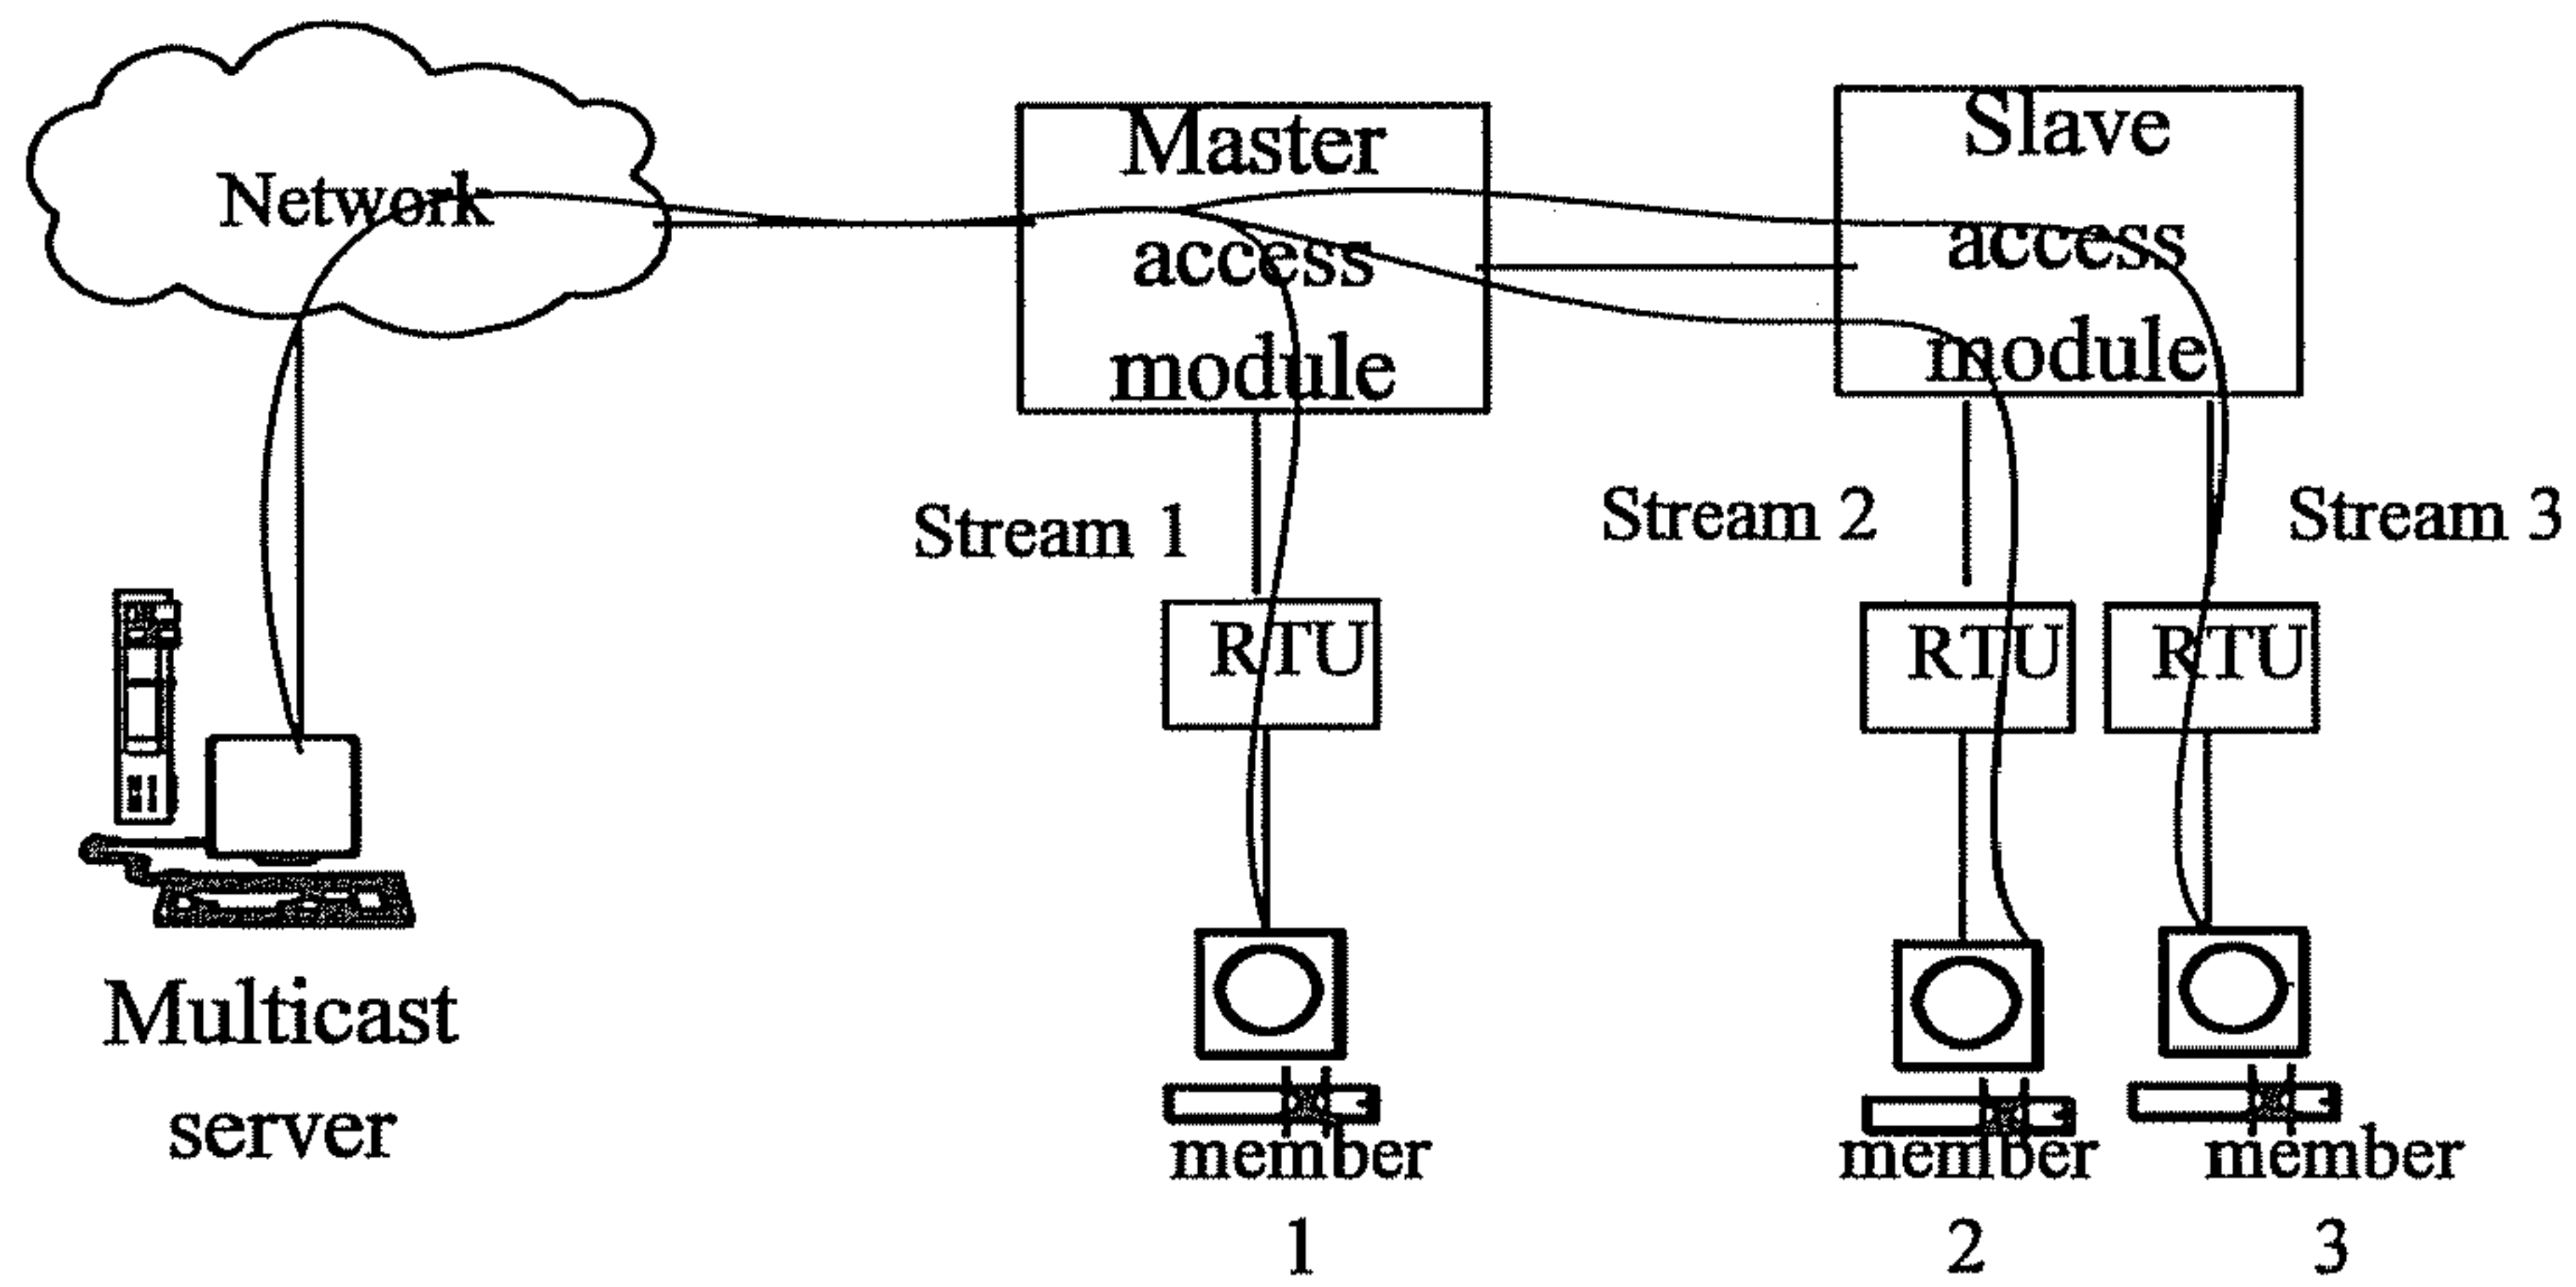 Network
Master
access
module
Slave
access
module
Stream 1
Stream 2
Stream 3
RTU
RTU
RTU
Multicast
server
member
1
member
2
member
3